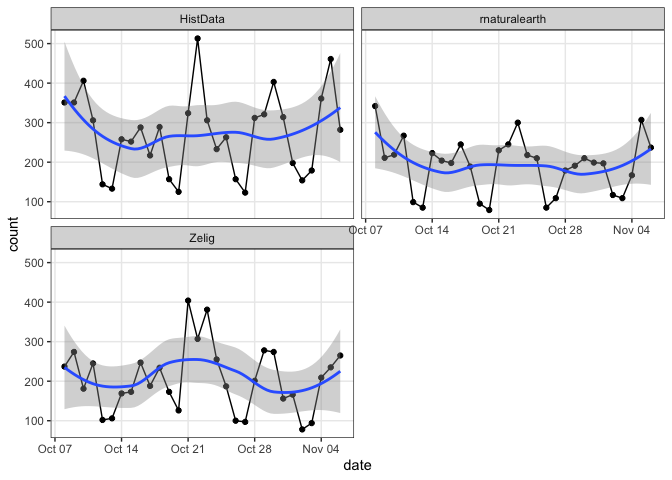 HistData
rnaturalearth
500
400
300
200
100
Oct 07 Oct 14 Oct 21 Oct 28 Nov 04
Zelig
500
400
300
200
100
Oct 07 Oct 14 Oct 21 Oct 28 Nov 04
count
date